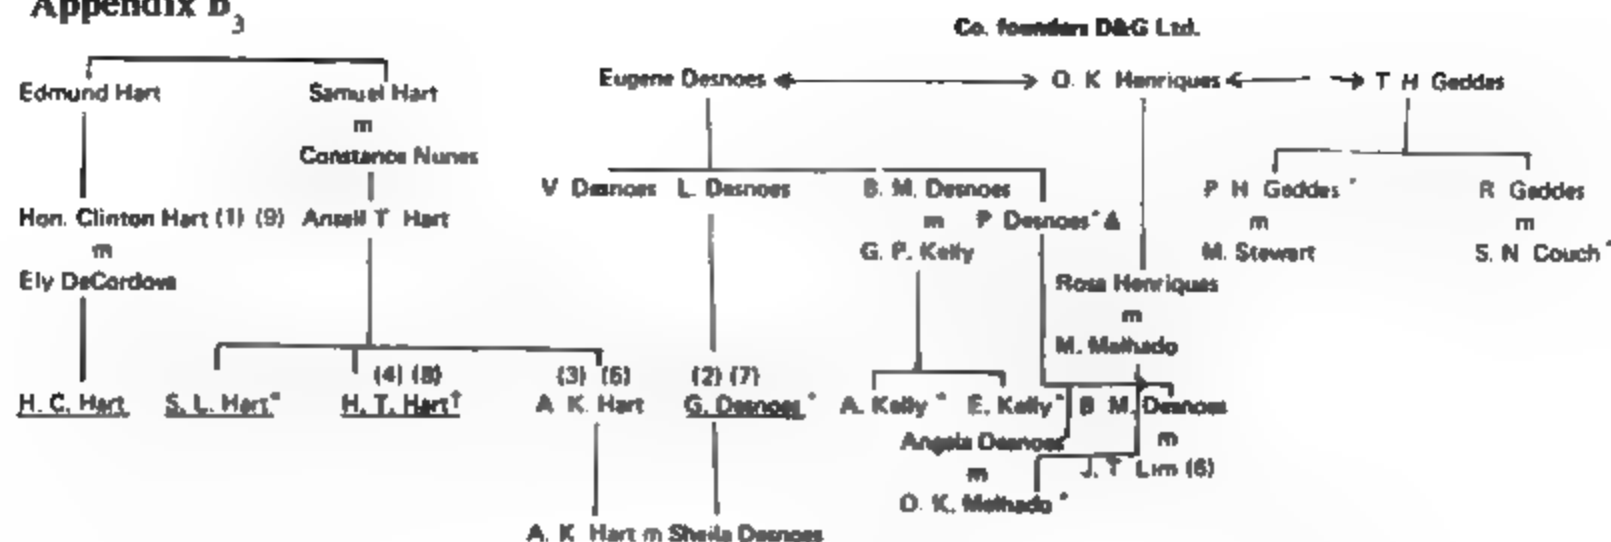 Appendix B3
Co. founders D&G Ltd.
Eugene Desnoes O. K. Henriques T H Geddes
Edmund Hart Samuel Hart
m
Constance Nunes
V Desnoes L. Desnoes B. M. Desnoes P H Geddes* R Geddes
Hon. Clinton Hart (1) (9) Ansell T Hart m P Desnoes* & m m
m G. P. Kelly M. Stewart S. N Couch*
Ely DeCordova Rosa Henriques
m
M. Melhado
(4) (8) (3) (6) (2) (7)
H. C. Hart S. L. Hart* H. T. Hart† A K. Hart G. Desnoes* A. Kelly* E. Kelly* B M. Desnoes
Angela Desnoes m
m J. T Lim (6)
O. K. Melhado*
A. K Hart m Sheila Desnoes